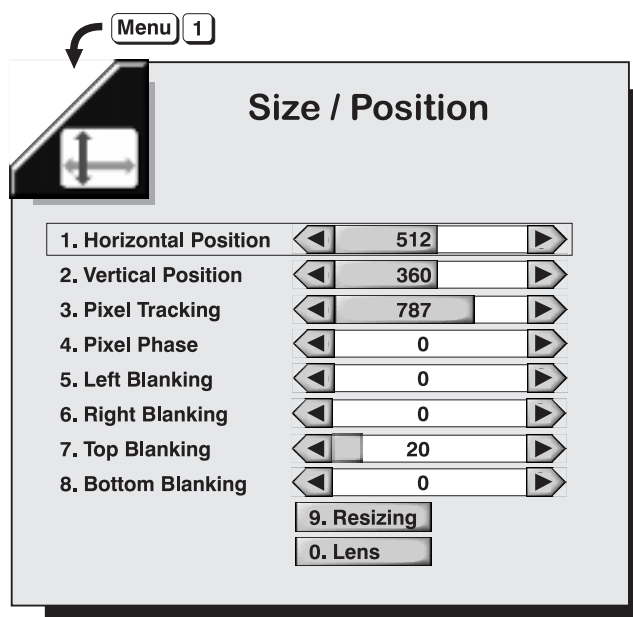 Menu 1
Size / Position
1. Horizontal Position 512
2. Vertical Position 360
3. Pixel Tracking 787
4. Pixel Phase 0
5. Left Blanking 0
6. Right Blanking 0
7. Top Blanking 20
8. Bottom Blanking 0
9. Resizing
0. Lens